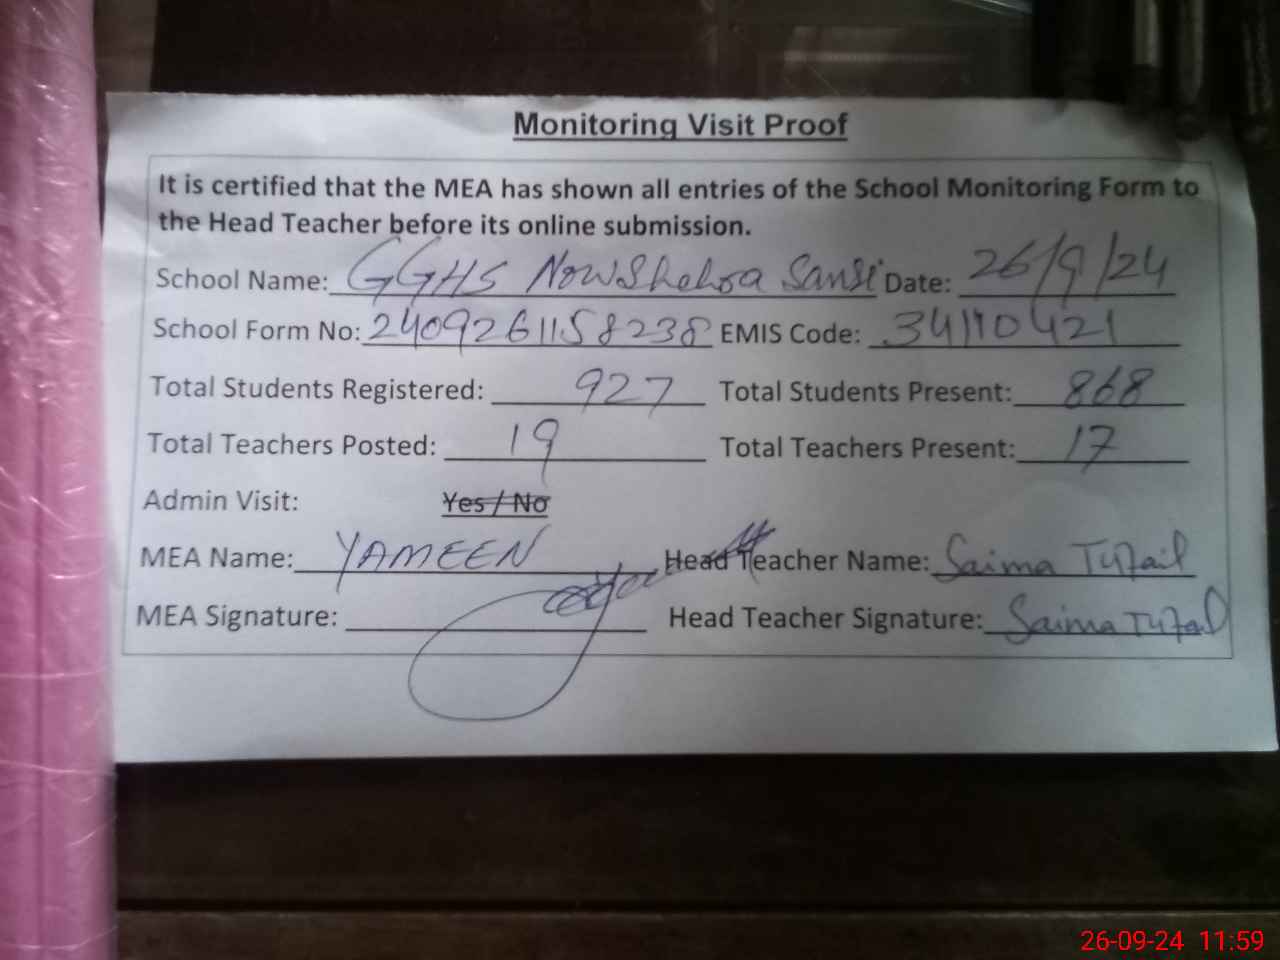 Monitoring Visit Proof
It is certified that the MEA has shown all entries of the School Monitoring Form to
the Head Teacher before its online submission.
School Name: GGHS Nowshehra Sansi Date: 26/9/24
School Form No: 2409261158238 EMIS Code: 34110421
Total Students Registered: 927 Total Students Present: 868
Total Teachers Posted: 19 Total Teachers Present: 17
Admin Visit: Yes / No
MEA Name: YAMEEN Head Teacher Name: Saima Tufail
MEA Signature: Head Teacher Signature: Saima Tufail
26-09-24 11:59